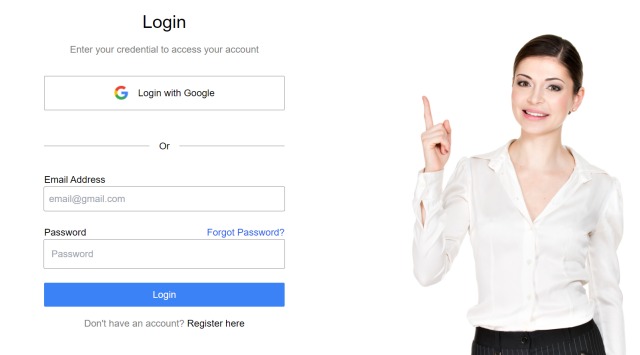 Login
Enter your credential to access your account
Login with Google
Or
Email Address
email@gmail.com
Password
Forgot Password?
Password
Login
Don't have an account? Register here